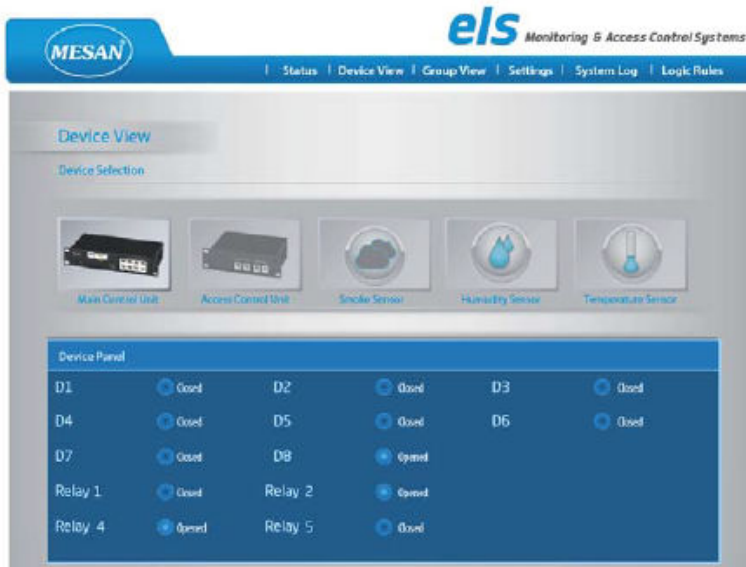 MESAN
els Monitoring & Access Control Systems
| Status | Device View | Group View | Settings | System Log | Logic Rules
Device View
Device Selection
Main Control Unit Access Control Unit Smoke Sensor Humudity Sensor Temperature Sensor
Device Panel
D1 Closed D2 Closed D3 Closed
D4 Closed D5 Closed D6 Closed
D7 Closed D8 Opened
Relay 1 Closed Relay 2 Opened
Relay 4 Opened Relay 5 Closed